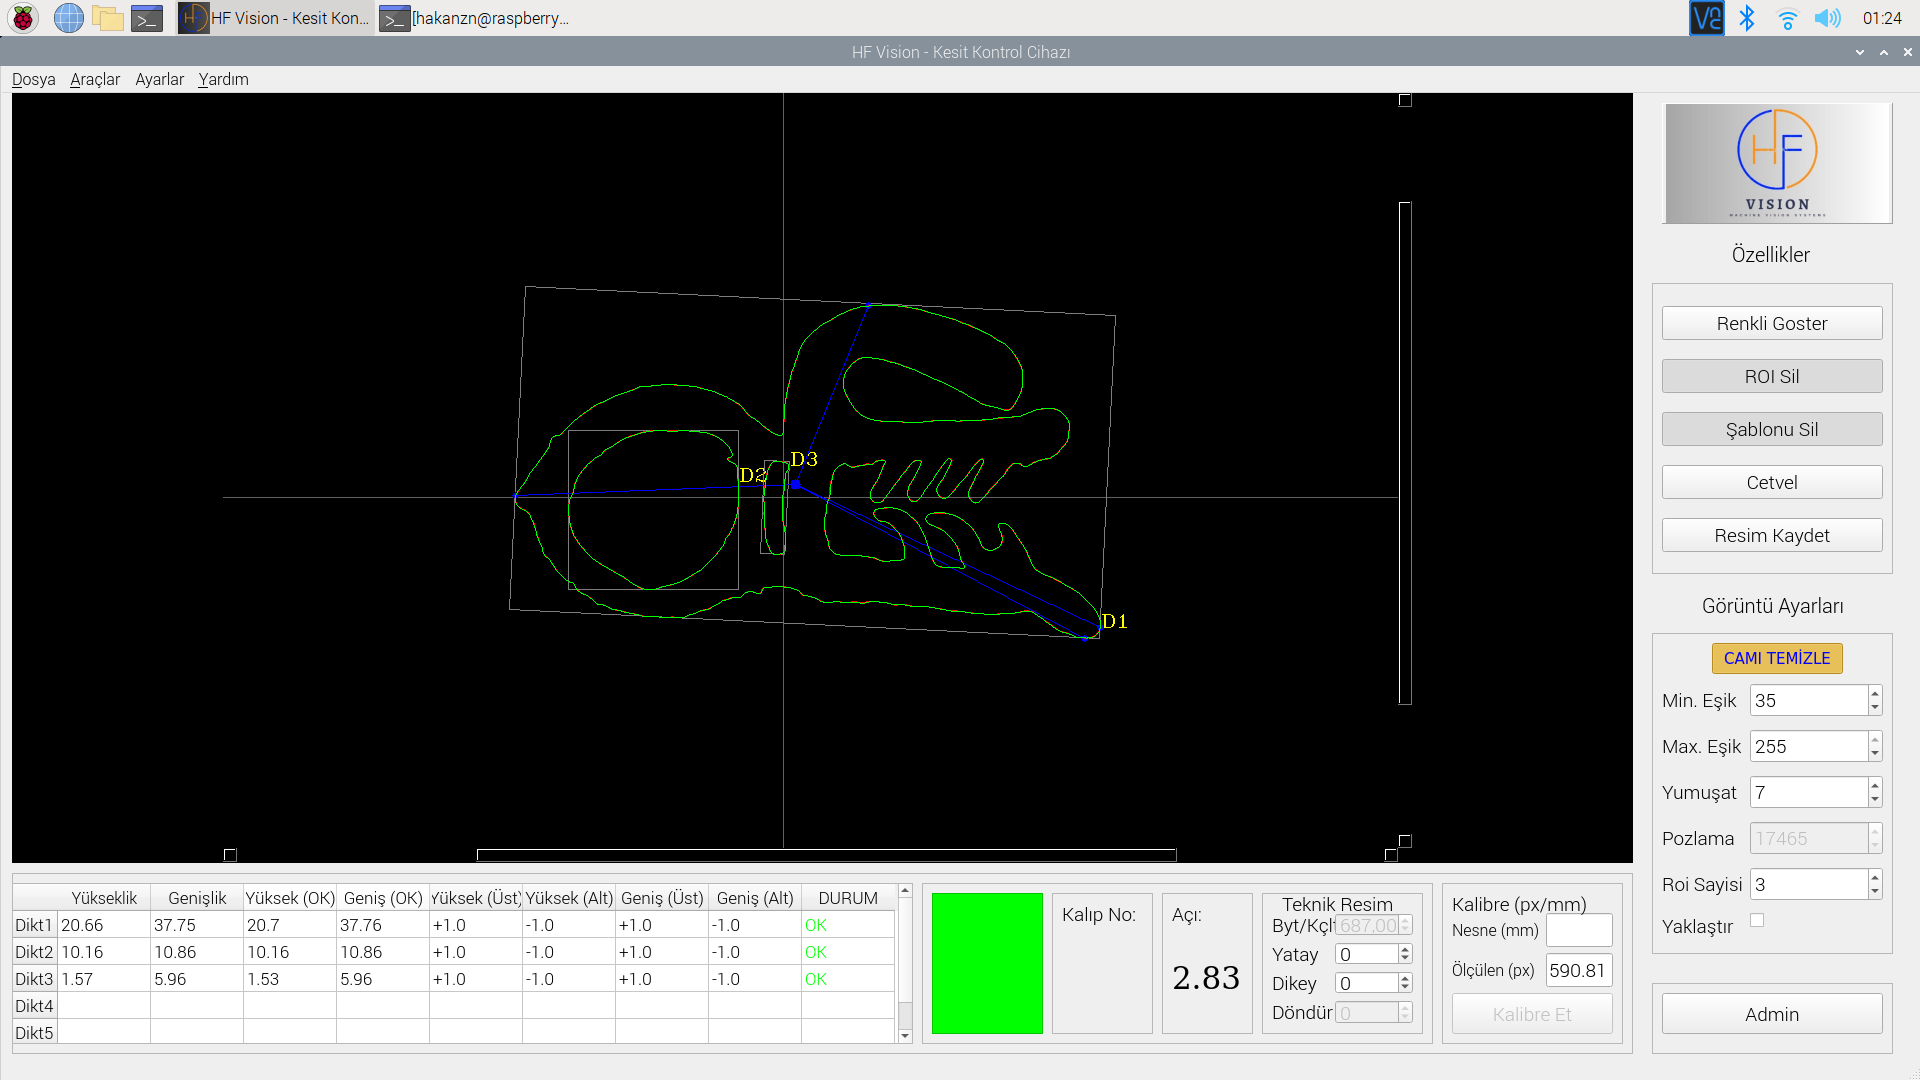 HF Vision - Kesit Kon...
[hakanzn@raspberry...
01:24
HF Vision - Kesit Kontrol Cihazı
Dosya Araçlar Ayarlar Yardım
HF
VISION
MACHINE VISION SYSTEMS
Özellikler
Renkli Goster
ROI Sil
Şablonu Sil
Cetvel
Resim Kaydet
D3
D2
D1
Görüntü Ayarları
CAMI TEMİZLE
Min. Eşik 35
Max. Eşik 255
Yumuşat 7
Pozlama 17465
Roi Sayisi 3
Yaklaştır
Admin
Yükseklik Genişlik Yüksek (OK) Geniş (OK) Yüksek (Üst) Yüksek (Alt) Geniş (Üst) Geniş (Alt) DURUM
Dikt1 20.66 37.75 20.7 37.76 +1.0 -1.0 +1.0 -1.0 OK
Dikt2 10.16 10.86 10.16 10.86 +1.0 -1.0 +1.0 -1.0 OK
Dikt3 1.57 5.96 1.53 5.96 +1.0 -1.0 +1.0 -1.0 OK
Dikt4
Dikt5
Kalıp No:
Açı:
2.83
Teknik Resim
Byt/Kçlt 687,00
Yatay 0
Dikey 0
Döndür 0
Kalibre (px/mm)
Nesne (mm)
Ölçülen (px) 590.81
Kalibre Et